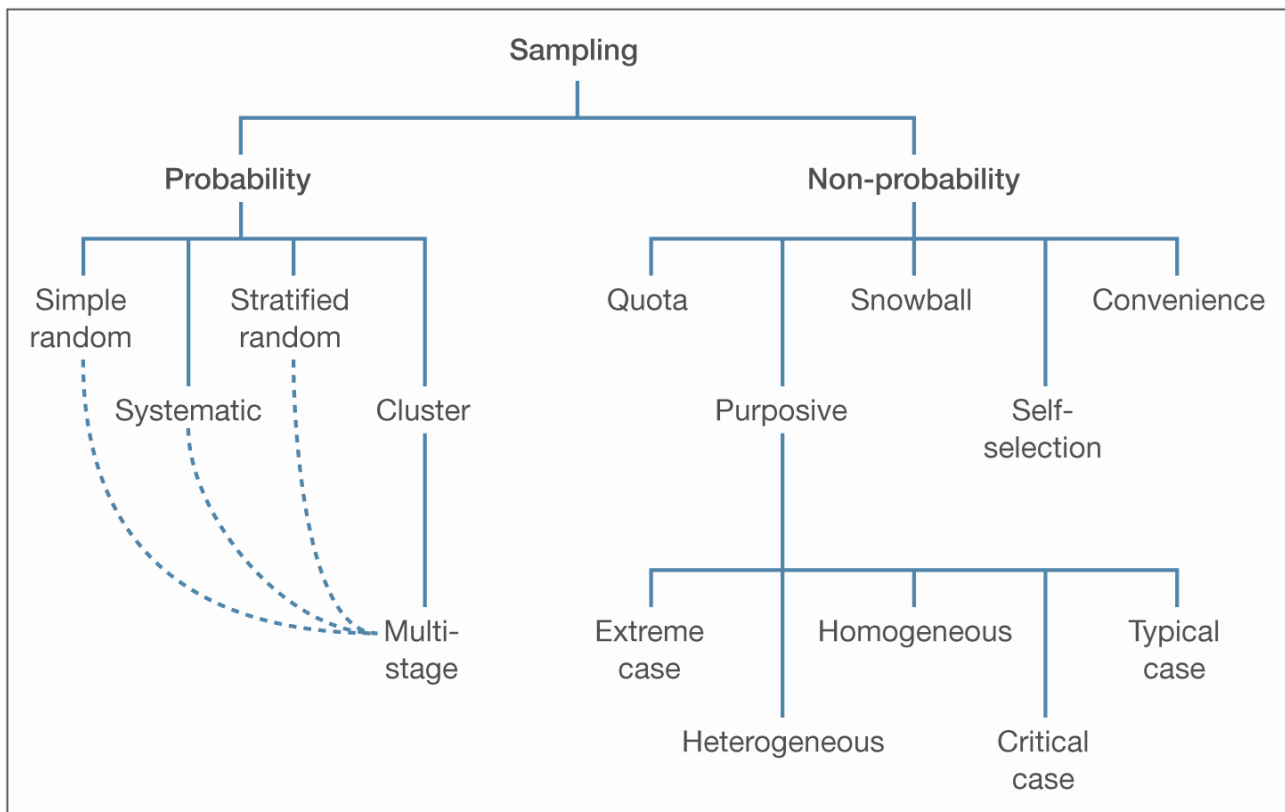 Sampling
Probability
Non-probability
Simple
random
Stratified
random
Quota
Snowball
Convenience
Systematic
Cluster
Purposive
Self-
selection
Multi-
stage
Extreme
case
Homogeneous
Typical
case
Heterogeneous
Critical
case